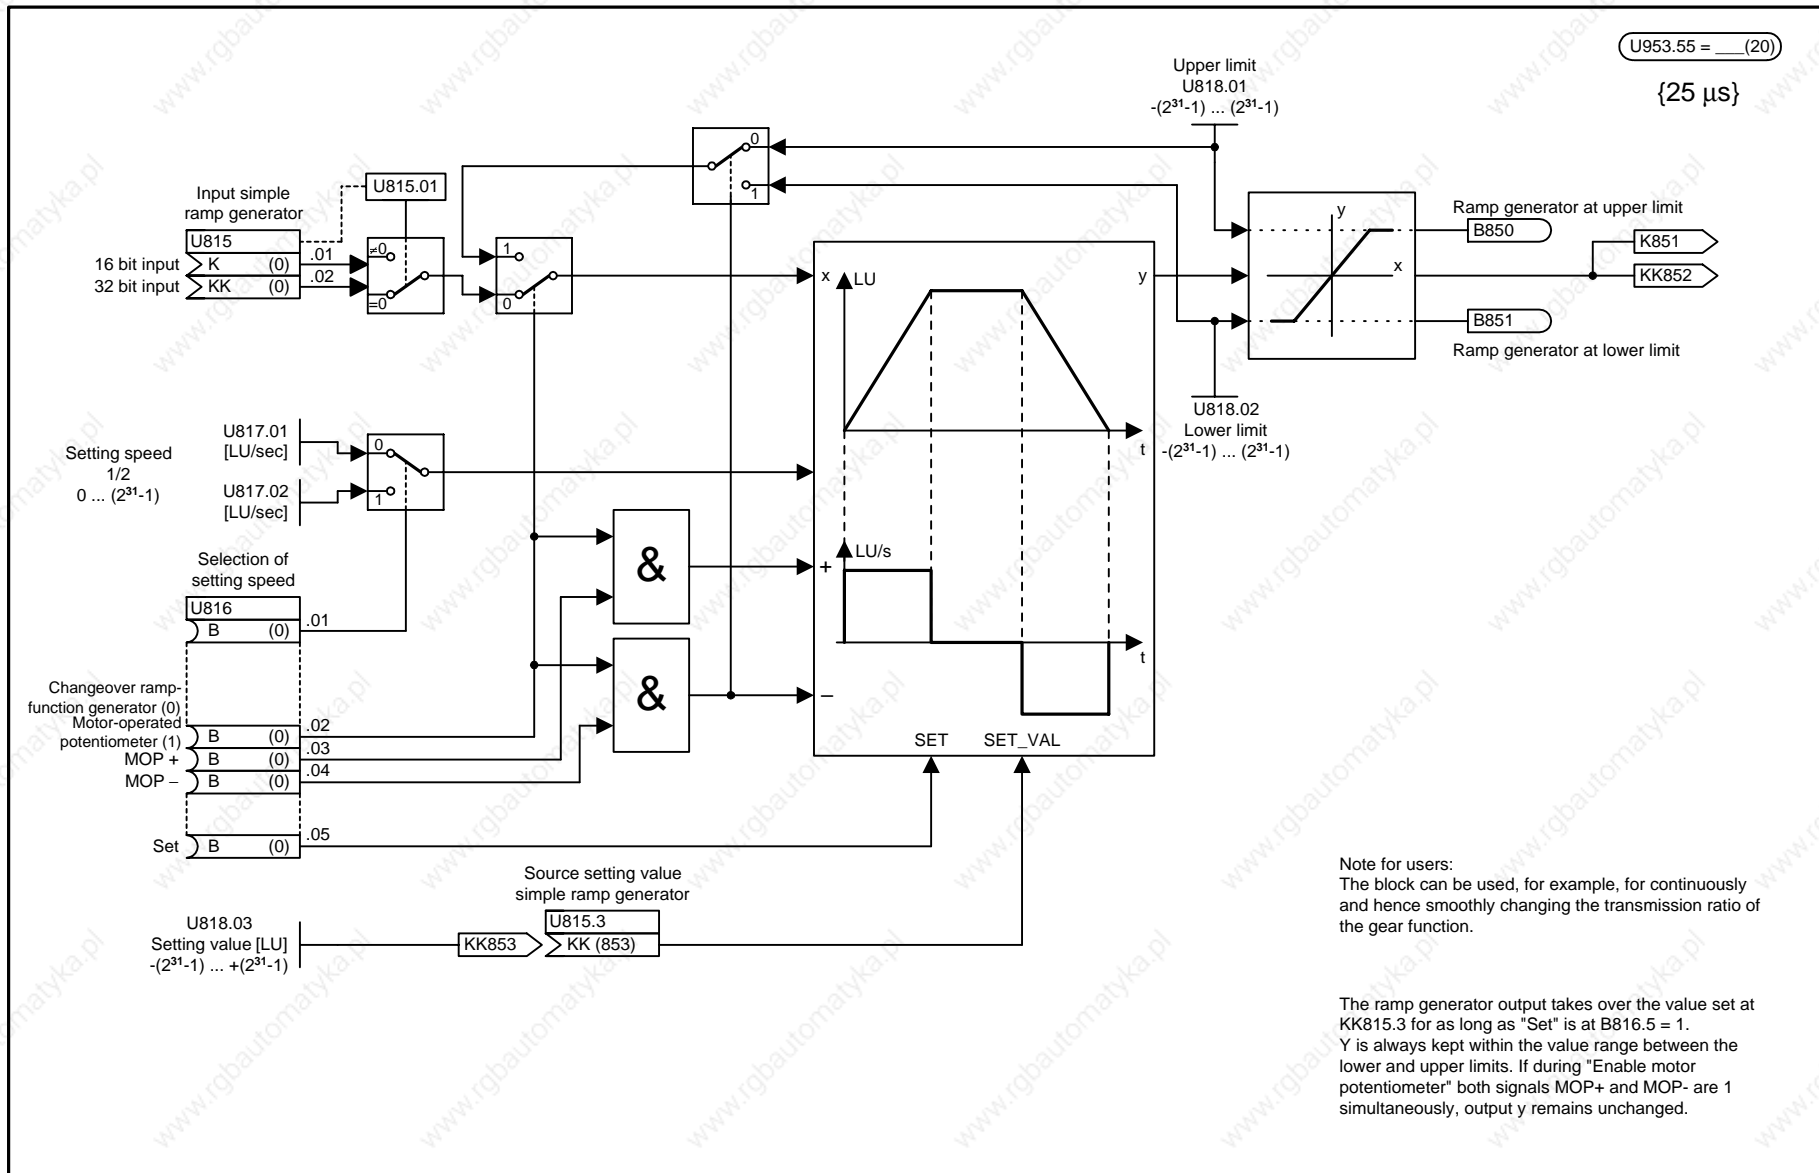 U953.55 = ___(20)
{25 µs}
Upper limit
U818.01
-(2³¹-1) ... (2³¹-1)
0
1
Input simple
ramp generator
U815.01
U815
16 bit input
K (0)
.01
32 bit input
KK (0)
.02
≠0
=0
1
0
x
LU
y
t
y
x
Ramp generator at upper limit
B850
K851
KK852
B851
Ramp generator at lower limit
U818.02
Lower limit
-(2³¹-1) ... (2³¹-1)
Setting speed
1/2
0 ... (2³¹-1)
U817.01
[LU/sec]
U817.02
[LU/sec]
0
1
Selection of
setting speed
U816
B (0)
.01
&
&
+
–
LU/s
t
Changeover ramp-
function generator (0)
Motor-operated
potentiometer (1)
B (0)
.02
MOP +
B (0)
.03
MOP –
B (0)
.04
Set
B (0)
.05
SET
SET_VAL
Source setting value
simple ramp generator
U815.3
KK (853)
KK853
U818.03
Setting value [LU]
-(2³¹-1) ... +(2³¹-1)
Note for users:
The block can be used, for example, for continuously
and hence smoothly changing the transmission ratio of
the gear function.
The ramp generator output takes over the value set at
KK815.3 for as long as "Set" is at B816.5 = 1.
Y is always kept within the value range between the
lower and upper limits. If during "Enable motor
potentiometer" both signals MOP+ and MOP- are 1
simultaneously, output y remains unchanged.
www.rgbautomatyka.pl